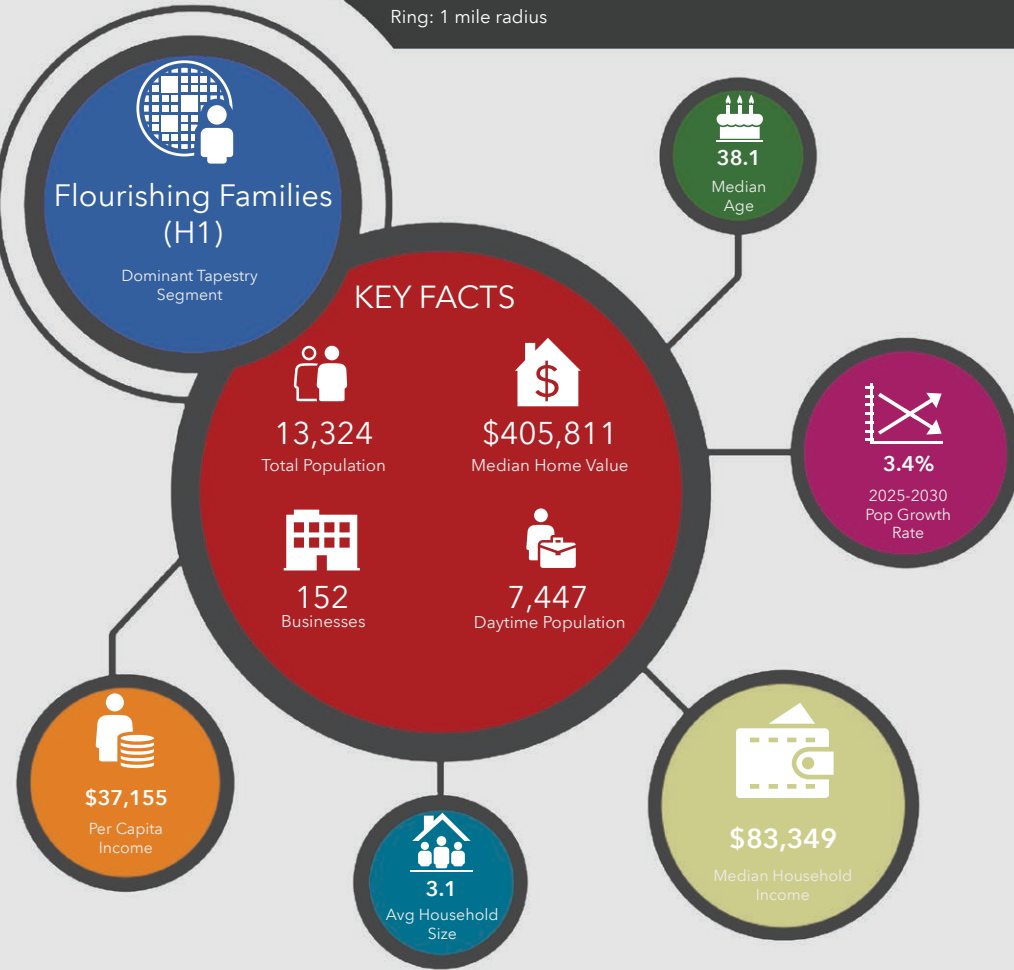 Ring: 1 mile radius
Flourishing Families
(H1)
Dominant Tapestry
Segment
38.1
Median
Age
KEY FACTS
13,324
Total Population
$405,811
Median Home Value
152
Businesses
7,447
Daytime Population
3.4%
2025-2030
Pop Growth
Rate
$37,155
Per Capita
Income
3.1
Avg Household
Size
$83,349
Median Household
Income